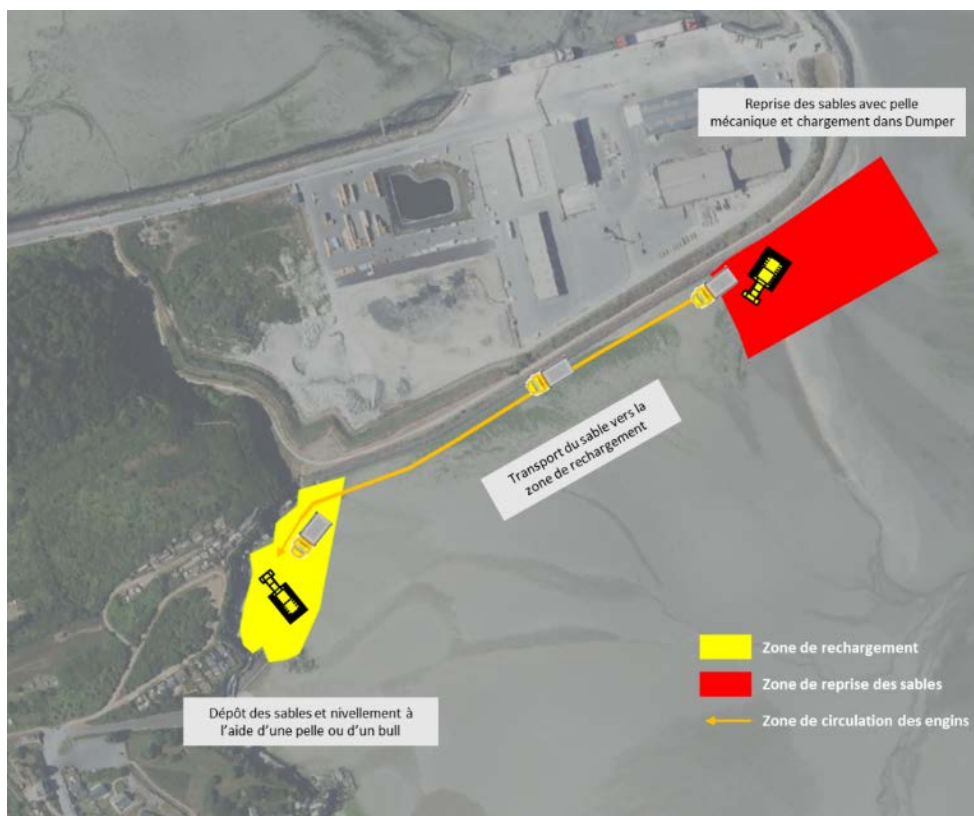 Reprise des sables avec pelle
mécanique et chargement dans Dumper
Transport du sable vers la
zone de rechargement
Zone de rechargement
Zone de reprise des sables
Dépôt des sables et nivellement à
l'aide d'une pelle ou d'un bull
Zone de circulation des engins